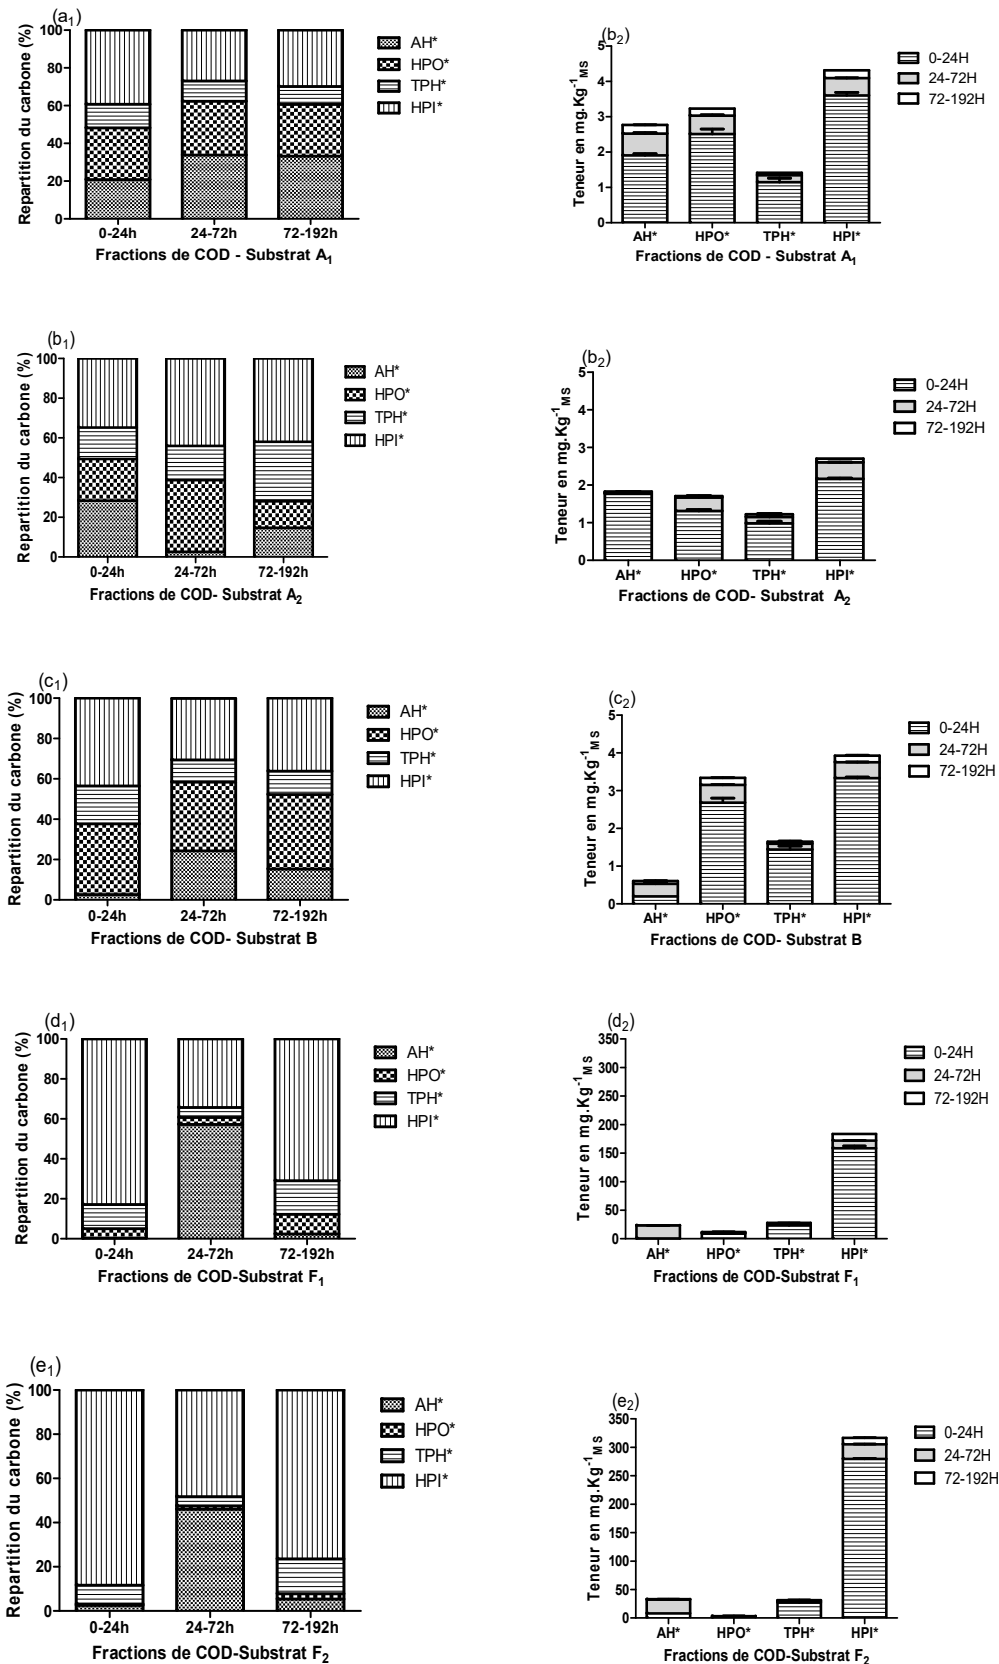 (a1)
Repartition du carbone (%)
100
80
60
40
20
0
0-24h 24-72h 72-192h
Fractions de COD - Substrat A1
AH*
HPO*
TPH*
HPI*
(b2)
Teneur en mg.Kg-1MS
5
4
3
2
1
0
AH* HPO* TPH* HPI*
Fractions de COD - Substrat A1
0-24H
24-72H
72-192H
(b1)
Repartition du carbone (%)
100
80
60
40
20
0
0-24h 24-72h 72-192h
Fractions de COD- Substrat A2
AH*
HPO*
TPH*
HPI*
(b2)
Teneur en mg.Kg-1MS
5
4
3
2
1
0
AH* HPO* TPH* HPI*
Fractions de COD- Substrat A2
0-24H
24-72H
72-192H
(c1)
Repartition du carbone (%)
100
80
60
40
20
0
0-24h 24-72h 72-192h
Fractions de COD- Substrat B
AH*
HPO*
TPH*
HPI*
(c2)
Teneur en mg.Kg-1MS
5
4
3
2
1
0
AH* HPO* TPH* HPI*
Fractions de COD- Substrat B
0-24H
24-72H
72-192H
(d1)
Repartition du carbone (%)
100
80
60
40
20
0
0-24h 24-72h 72-192h
Fractions de COD-Substrat F1
AH*
HPO*
TPH*
HPI*
(d2)
Teneur en mg.Kg-1MS
350
300
250
200
150
100
50
0
AH* HPO* TPH* HPI*
Fractions de COD-Substrat F1
0-24H
24-72H
72-192H
(e1)
Repartition du carbone (%)
100
80
60
40
20
0
0-24h 24-72h 72-192h
Fractions de COD-Substrat F2
AH*
HPO*
TPH*
HPI*
(e2)
Teneur en mg.Kg-1MS
350
300
250
200
150
100
50
0
AH* HPO* TPH* HPI*
Fractions de COD-Substrat F2
0-24H
24-72H
72-192H